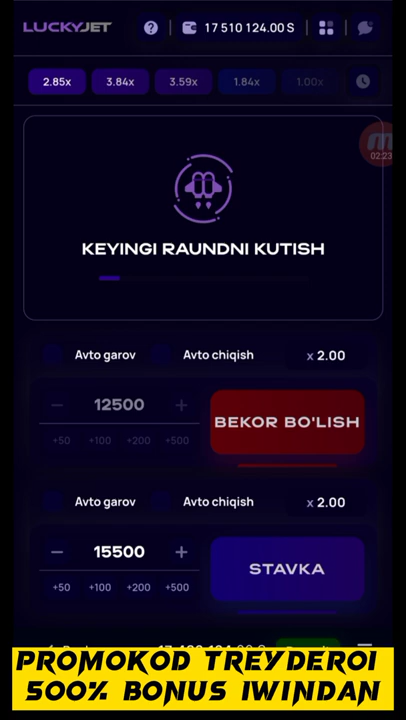 LUCKYJET ? 17 510 124.00 S
2.85x 3.84x 3.59x 1.84x 1.00x
02:23
KEYINGI RAUNDNI KUTISH
Avto garov Avto chiqish x 2.00
− 12500 +
+50 +100 +200 +500
BEKOR BO'LISH
Avto garov Avto chiqish x 2.00
− 15500 +
+50 +100 +200 +500
STAVKA
PROMOKOD TREYDEROI
500% BONUS IWINDAN